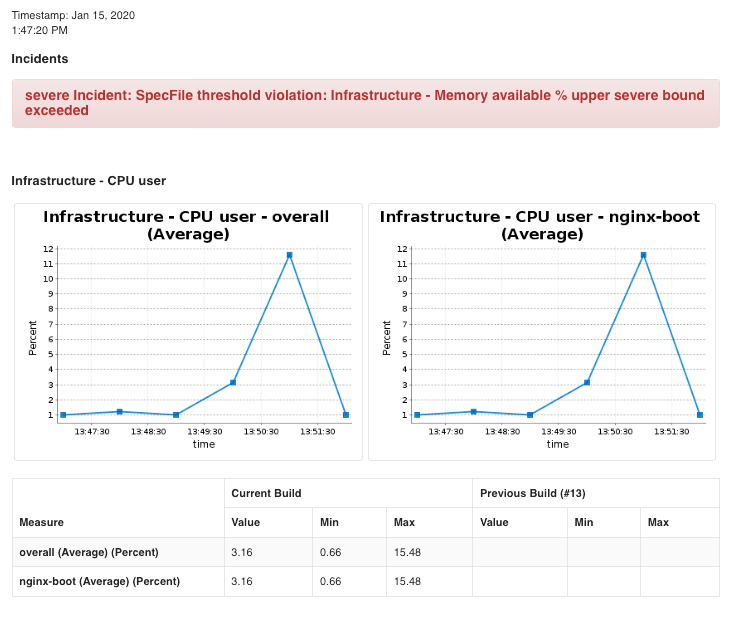 Timestamp: Jan 15, 2020
1:47:20 PM
Incidents
severe Incident: SpecFile threshold violation: Infrastructure - Memory available % upper severe bound
exceeded
Infrastructure - CPU user
Infrastructure - CPU user - overall
(Average)
12
11
10
9
8
7
6
5
4
3
2
1
Percent
13:47:30 13:48:30 13:49:30 13:50:30 13:51:30
time
Infrastructure - CPU user - nginx-boot
(Average)
12
11
10
9
8
7
6
5
4
3
2
1
Percent
13:47:30 13:48:30 13:49:30 13:50:30 13:51:30
time
Current Build Previous Build (#13)
Measure Value Min Max Value Min Max
overall (Average) (Percent) 3.16 0.66 15.48
nginx-boot (Average) (Percent) 3.16 0.66 15.48